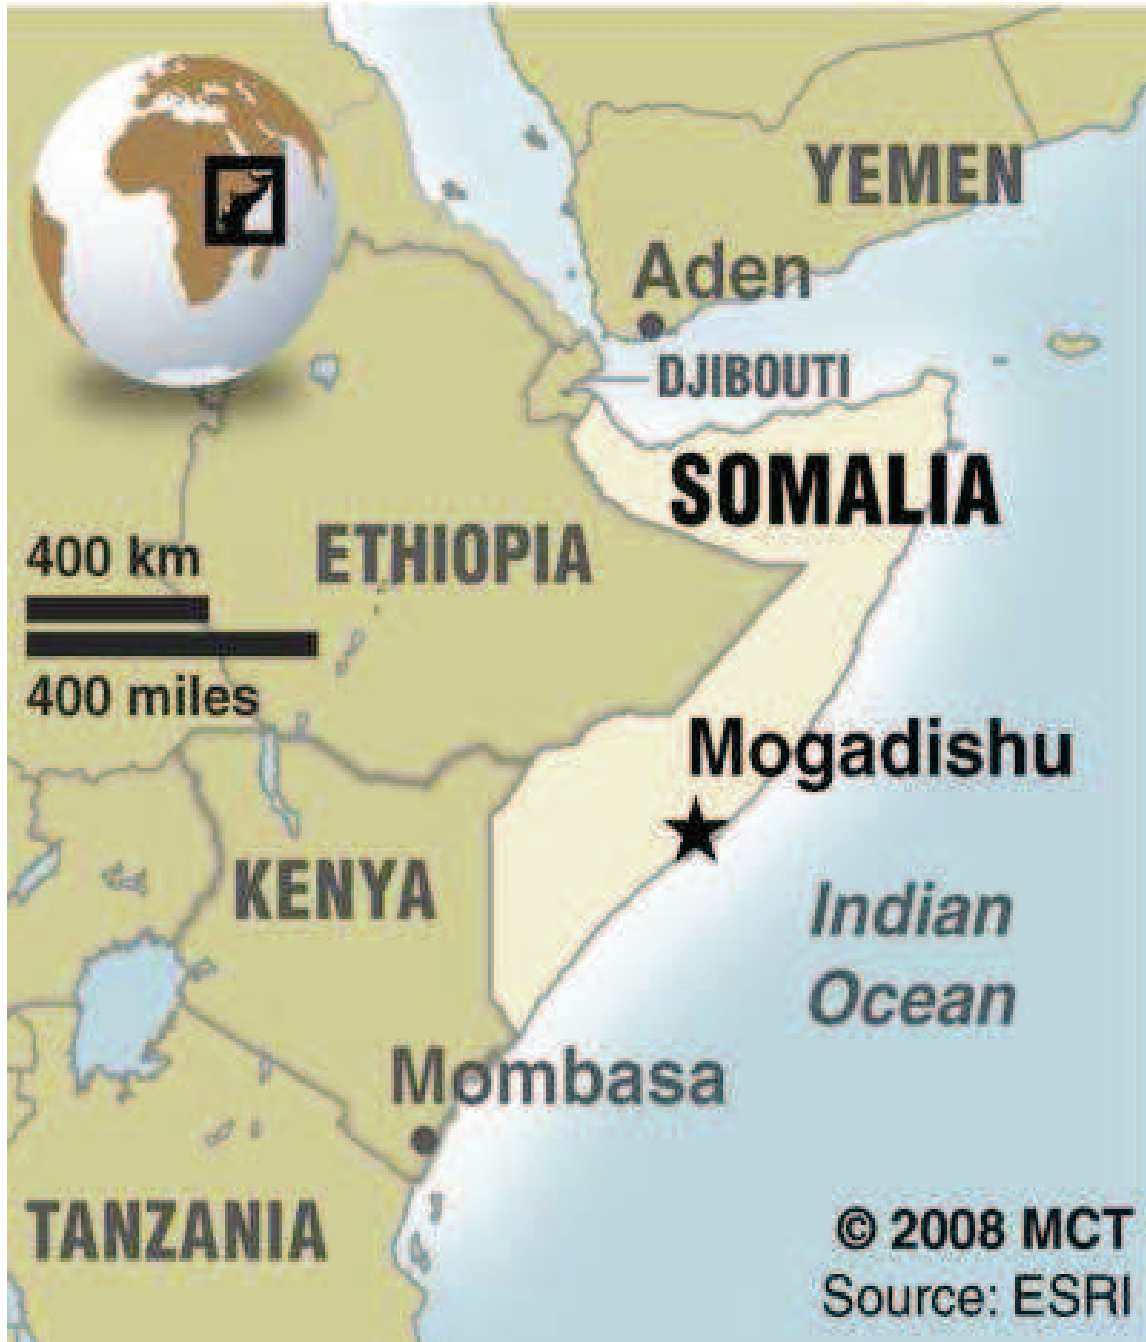 YEMEN
Aden
DJIBOUTI
SOMALIA
ETHIOPIA
400 km
400 miles
Mogadishu
KENYA
Indian
Ocean
Mombasa
TANZANIA
© 2008 MCT
Source: ESRI